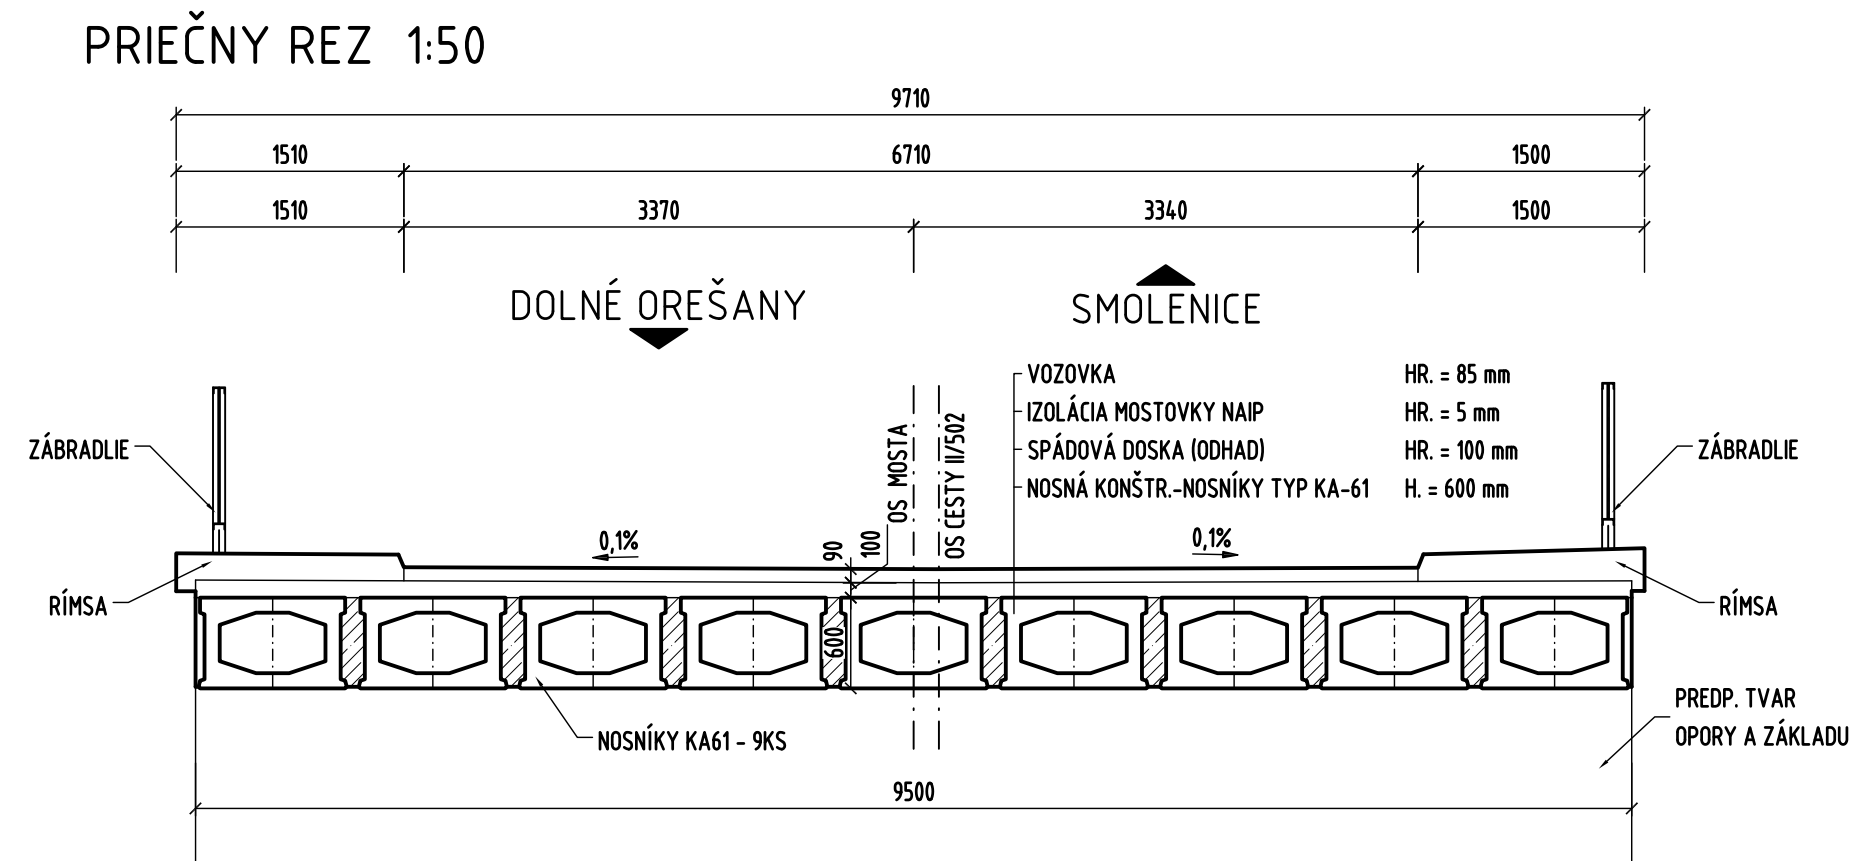 PRIEČNY REZ 1:50
9710
1510 6710 1500
1510 3370 3340 1500
DOLNÉ OREŠANY
SMOLENICE
VOZOVKA HR. = 85 mm
IZOLÁCIA MOSTOVKY NAIP HR. = 5 mm
SPÁDOVÁ DOSKA (ODHAD) HR. = 100 mm
NOSNÁ KONŠTR.-NOSNÍKY TYP KA-61 H. = 600 mm
ZÁBRADLIE
ZÁBRADLIE
OS MOSTA
OS CESTY II/502
0,1%
90
100
0,1%
RÍMSA
RÍMSA
600
NOSNÍKY KA61 - 9KS
PREDP. TVAR
OPORY A ZÁKLADU
9500